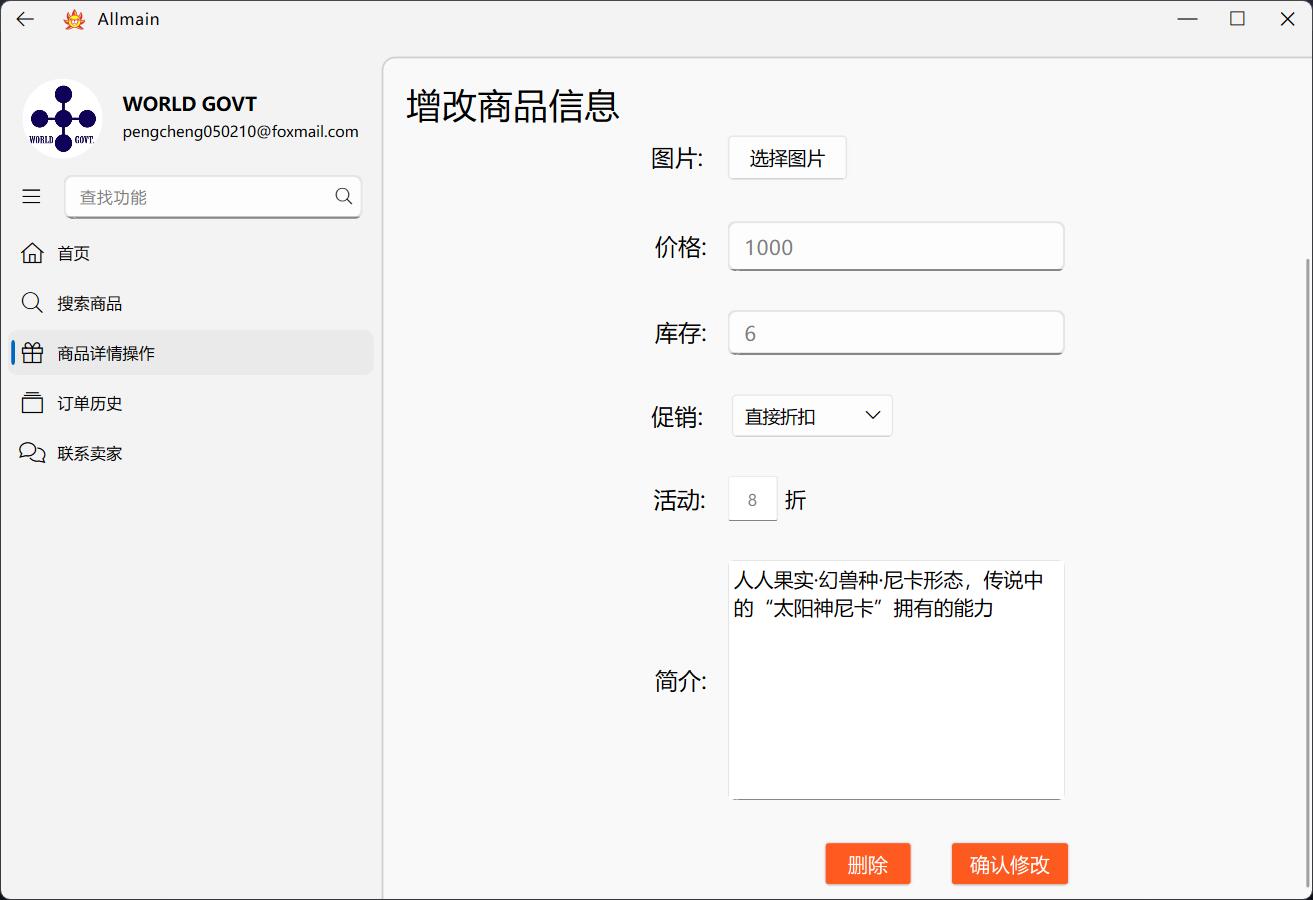 Allmain
WORLD GOVT
pengcheng050210@foxmail.com
WORLD GOVT.
查找功能
首页
搜索商品
商品详情操作
订单历史
联系卖家
增改商品信息
图片: 选择图片
价格: 1000
库存: 6
促销: 直接折扣
活动: 8 折
人人果实·幻兽种·尼卡形态，传说中
的“太阳神尼卡”拥有的能力
简介:
删除 确认修改